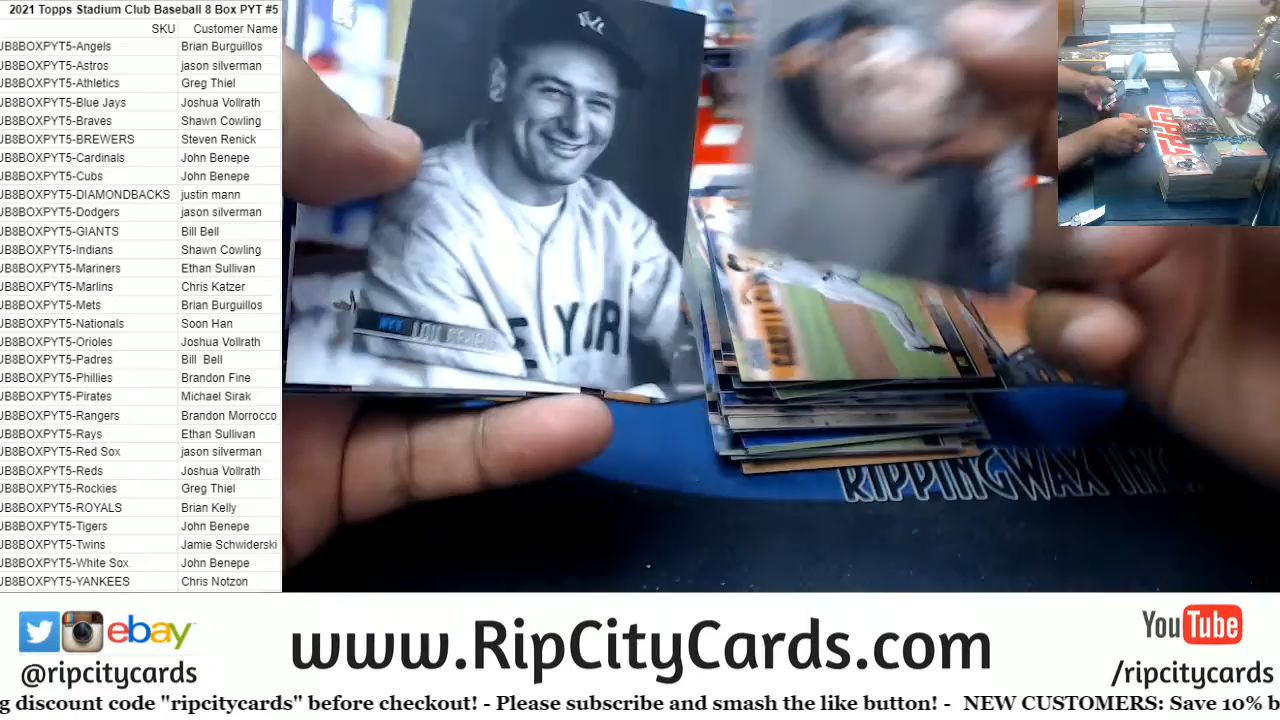 2021 Topps Stadium Club Baseball 8 Box PYT #5
SKU Customer Name
JB8BOXPYT5-Angels Brian Burguillos
JB8BOXPYT5-Astros jason silverman
JB8BOXPYT5-Athletics Greg Thiel
JB8BOXPYT5-Blue Jays Joshua Vollrath
JB8BOXPYT5-Braves Shawn Cowling
JB8BOXPYT5-BREWERS Steven Renick
JB8BOXPYT5-Cardinals John Benepe
JB8BOXPYT5-Cubs John Benepe
JB8BOXPYT5-DIAMONDBACKS justin mann
JB8BOXPYT5-Dodgers jason silverman
JB8BOXPYT5-GIANTS Bill Bell
JB8BOXPYT5-Indians Shawn Cowling
JB8BOXPYT5-Mariners Ethan Sullivan
JB8BOXPYT5-Marlins Chris Katzer
JB8BOXPYT5-Mets Brian Burguillos
JB8BOXPYT5-Nationals Soon Han
JB8BOXPYT5-Orioles Joshua Vollrath
JB8BOXPYT5-Padres Bill Bell
JB8BOXPYT5-Phillies Brandon Fine
JB8BOXPYT5-Pirates Michael Sirak
JB8BOXPYT5-Rangers Brandon Morrocco
JB8BOXPYT5-Rays Ethan Sullivan
JB8BOXPYT5-Red Sox jason silverman
JB8BOXPYT5-Reds Joshua Vollrath
JB8BOXPYT5-Rockies Greg Thiel
JB8BOXPYT5-ROYALS Brian Kelly
JB8BOXPYT5-Tigers John Benepe
JB8BOXPYT5-Twins Jamie Schwiderski
JB8BOXPYT5-White Sox John Benepe
JB8BOXPYT5-YANKEES Chris Notzon
NY
YOR
LOU GEHRIG
TOPPS
RIPPINGWAX INC
ebay
@ripcitycards
www.RipCityCards.com
YouTube
/ripcitycards
g discount code "ripcitycards" before checkout! - Please subscribe and smash the like button! - NEW CUSTOMERS: Save 10% b